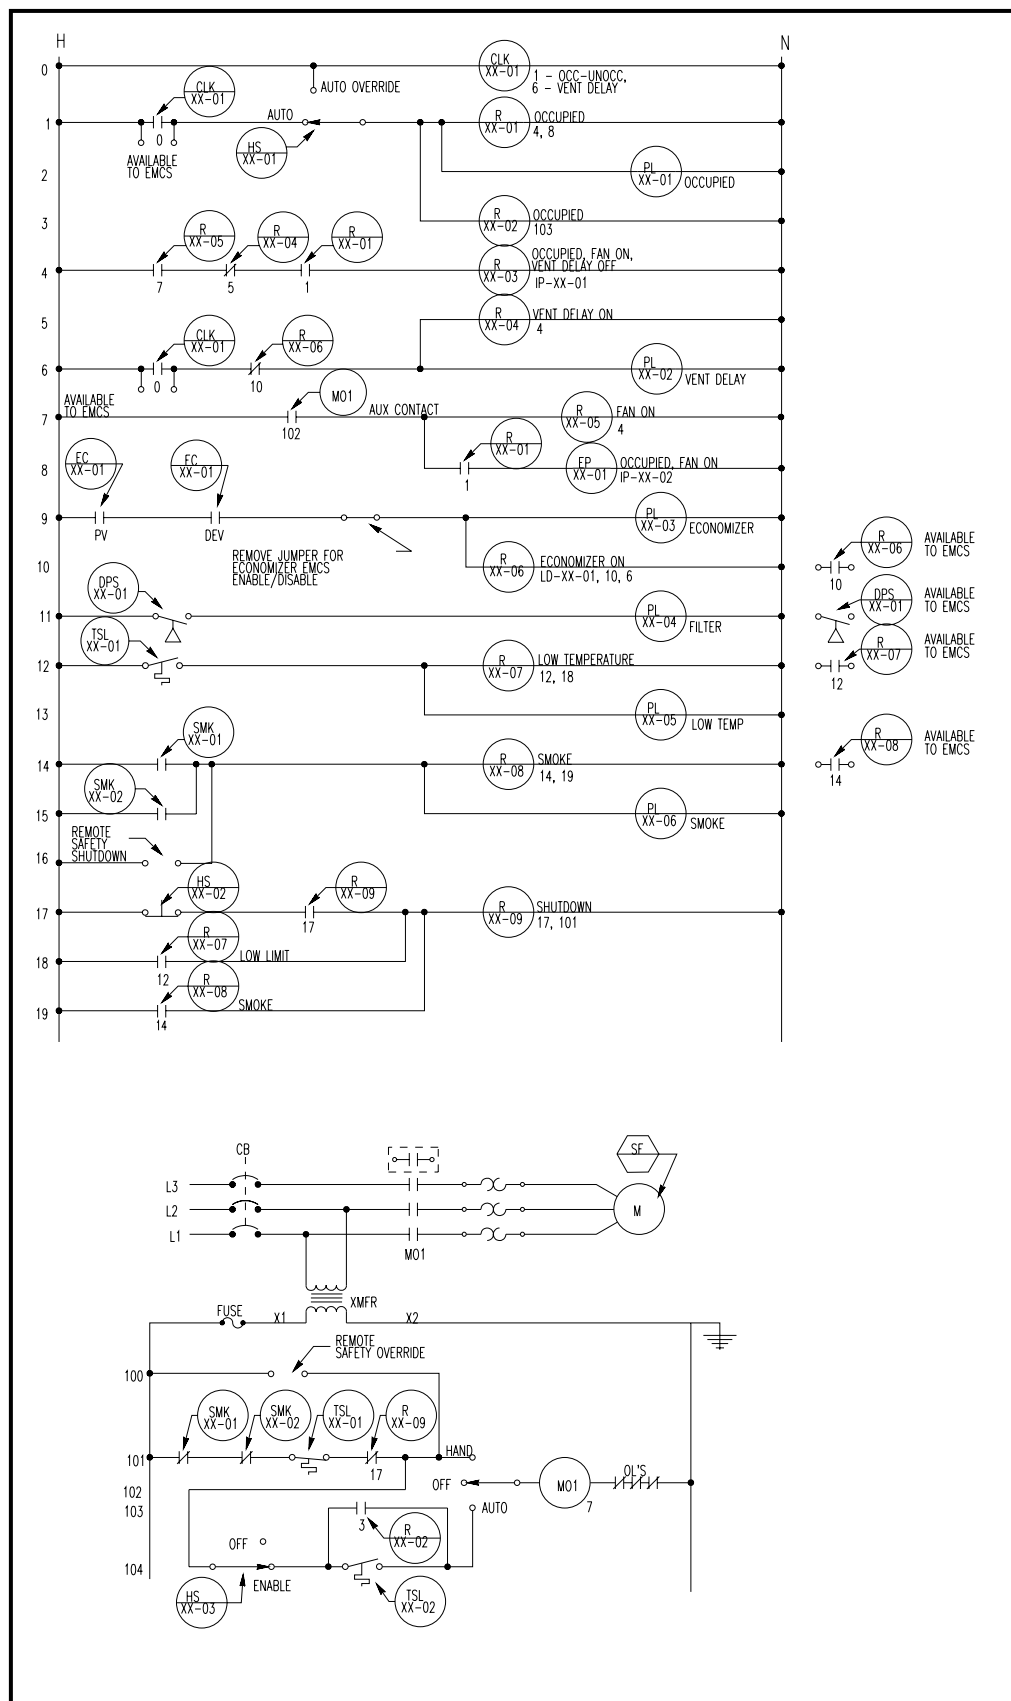 H
N
0
CLK
XX-01
1 - OCC-UNOCC,
6 - VENT DELAY
AUTO OVERRIDE
CLK
XX-01
1
0
AVAILABLE
TO EMCS
AUTO
HS
XX-01
R
XX-01
OCCUPIED
4, 8
2
PL
XX-01
OCCUPIED
3
R
XX-02
OCCUPIED
103
R
XX-05
R
XX-04
R
XX-01
4
7
5
1
R
XX-03
OCCUPIED, FAN ON,
VENT DELAY OFF
IP-XX-01
5
R
XX-04
VENT DELAY ON
4
CLK
XX-01
R
XX-06
6
0
10
PL
XX-02
VENT DELAY
AVAILABLE
TO EMCS
M01
7
102
AUX CONTACT
R
XX-05
FAN ON
4
R
XX-01
8
1
EP
XX-01
OCCUPIED, FAN ON
IP-XX-02
EC
XX-01
EC
XX-01
9
PV
DEV
REMOVE JUMPER FOR
ECONOMIZER EMCS
ENABLE/DISABLE
PL
XX-03
ECONOMIZER
10
R
XX-06
ECONOMIZER ON
LD-XX-01, 10, 6
R
XX-06
10
AVAILABLE
TO EMCS
DPS
XX-01
11
PL
XX-04
FILTER
DPS
XX-01
AVAILABLE
TO EMCS
TSL
XX-01
12
R
XX-07
LOW TEMPERATURE
12, 18
R
XX-07
12
AVAILABLE
TO EMCS
13
PL
XX-05
LOW TEMP
SMK
XX-01
14
R
XX-08
SMOKE
14, 19
R
XX-08
14
AVAILABLE
TO EMCS
SMK
XX-02
15
PL
XX-06
SMOKE
REMOTE
SAFETY
SHUTDOWN
16
HS
XX-02
R
XX-09
17
17
R
XX-09
SHUTDOWN
17, 101
R
XX-07
18
12
LOW LIMIT
R
XX-08
19
14
SMOKE
CB
SF
L3
L2
L1
M
M01
XMFR
FUSE
X1
X2
REMOTE
SAFETY OVERRIDE
100
SMK
XX-01
SMK
XX-02
TSL
XX-01
R
XX-09
101
17
HAND
102
OFF
M01
7
OL'S
103
AUTO
3
R
XX-02
OFF
104
ENABLE
HS
XX-03
TSL
XX-02